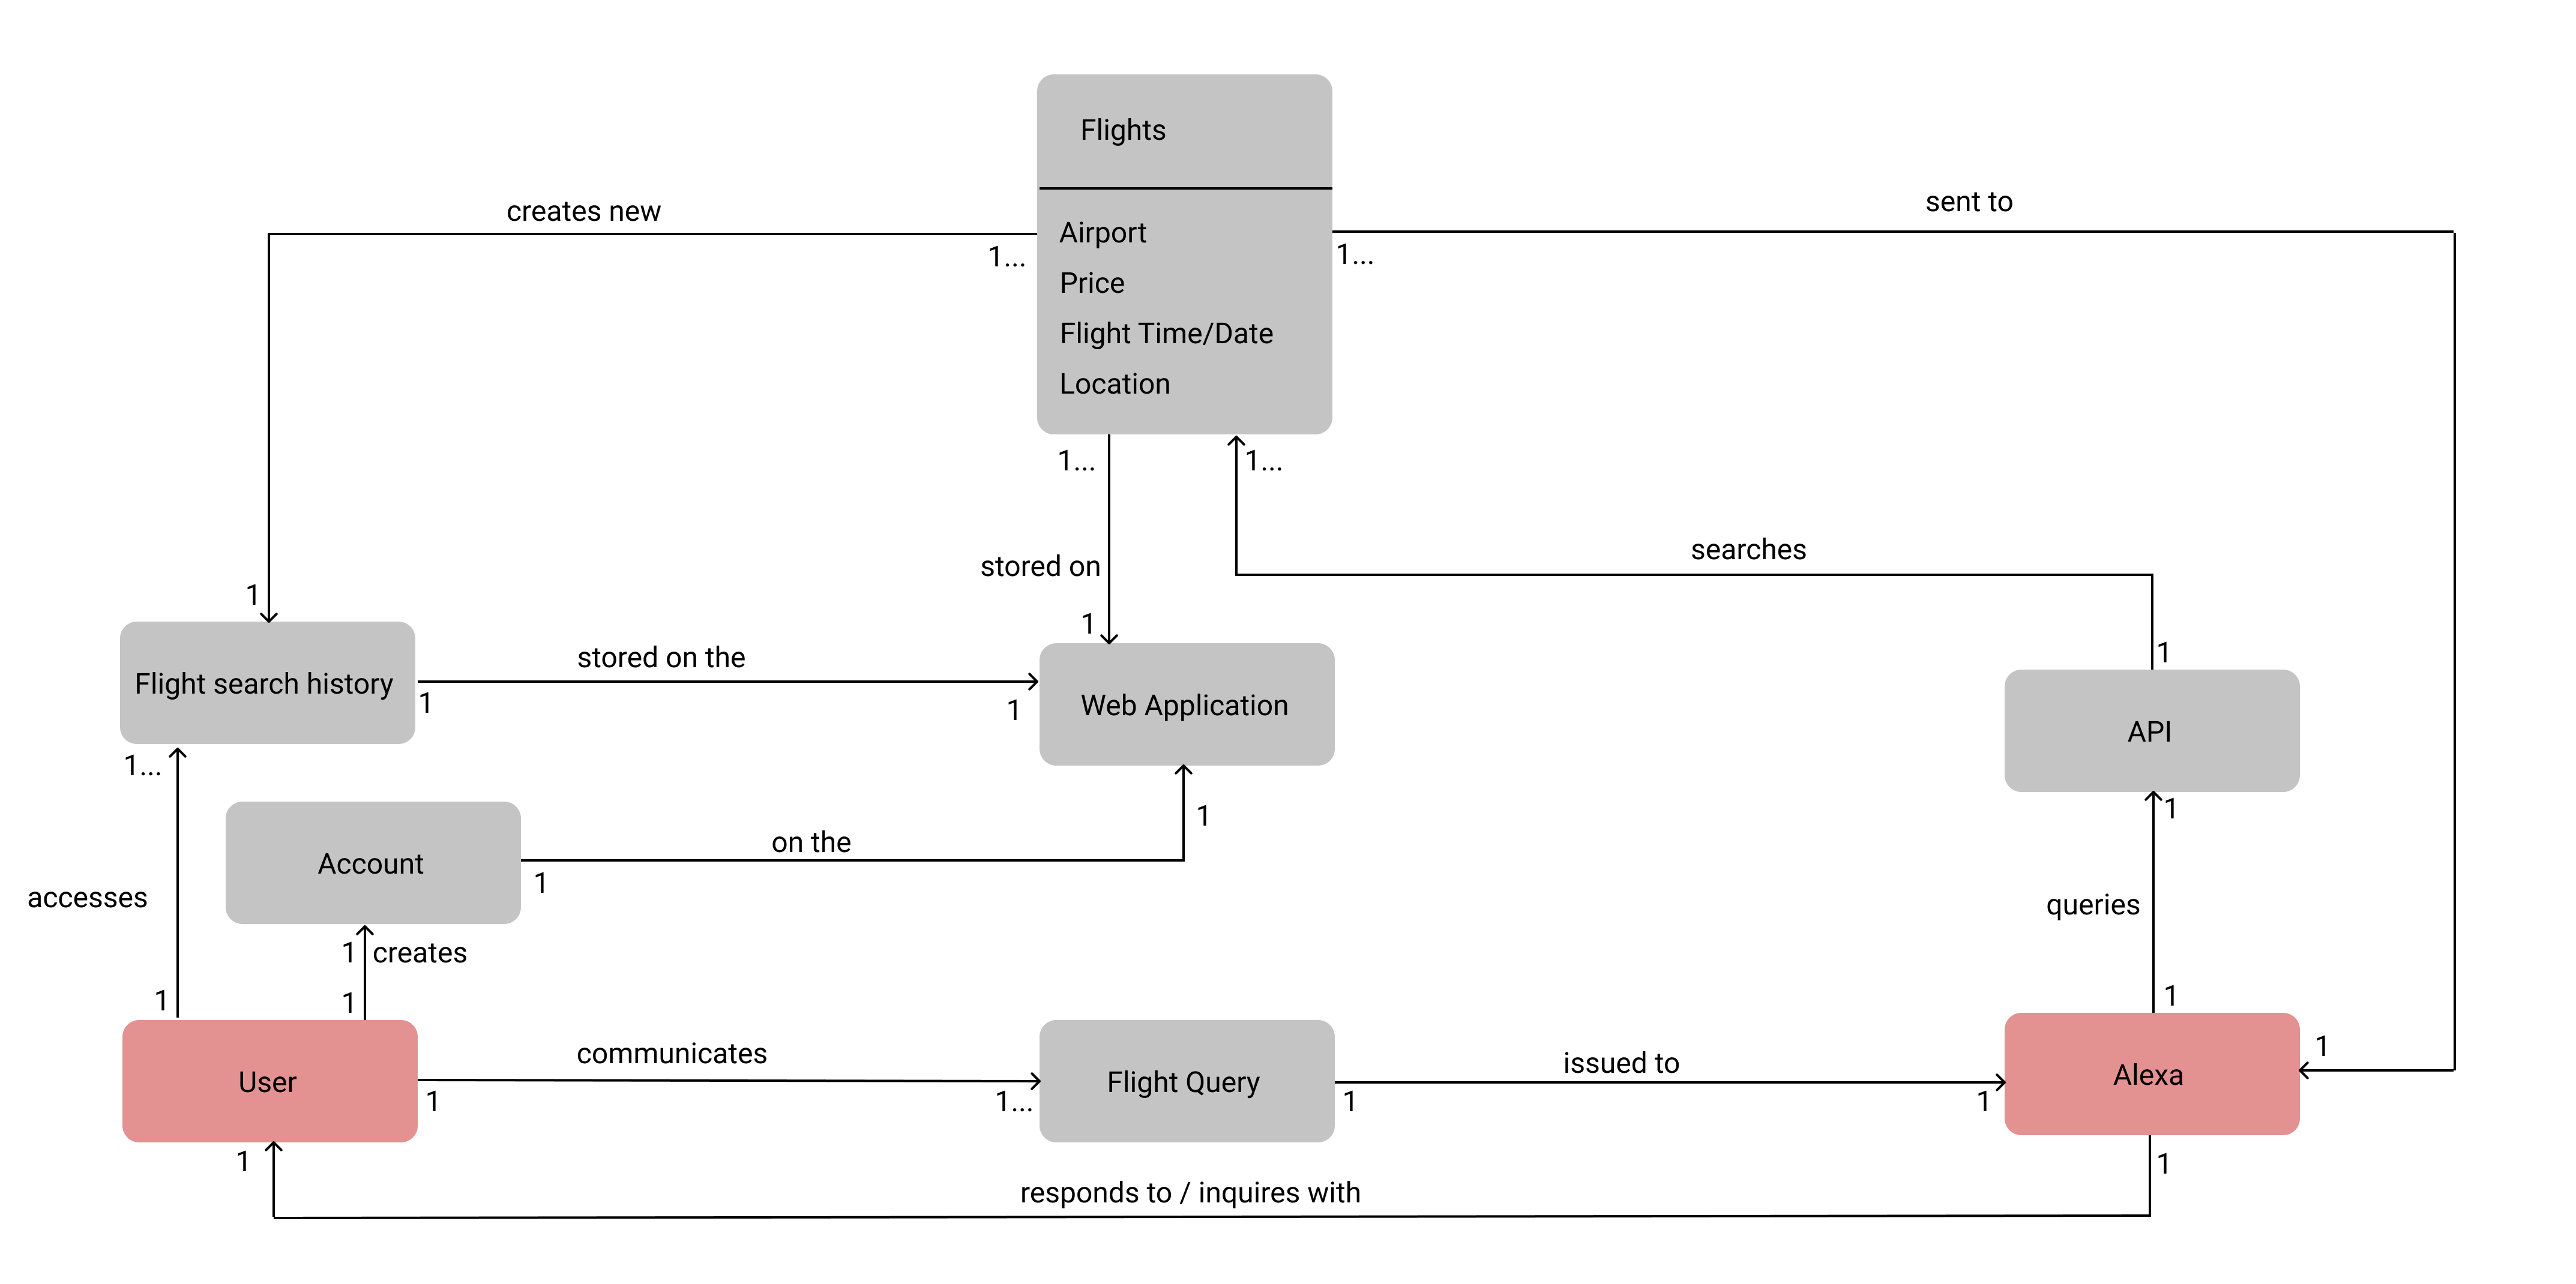 Flights
sent to
creates new
Airport
1...
1...
Price
Flight Time/Date
Location
1...
1...
searches
stored on
1
1
1
stored on the
Flight search history
1
1
Web Application
API
1...
1
1
on the
Account
1
accesses
queries
1
creates
1
1
1
1
communicates
issued to
User
Flight Query
Alexa
1
1...
1
1
1
1
responds to / inquires with